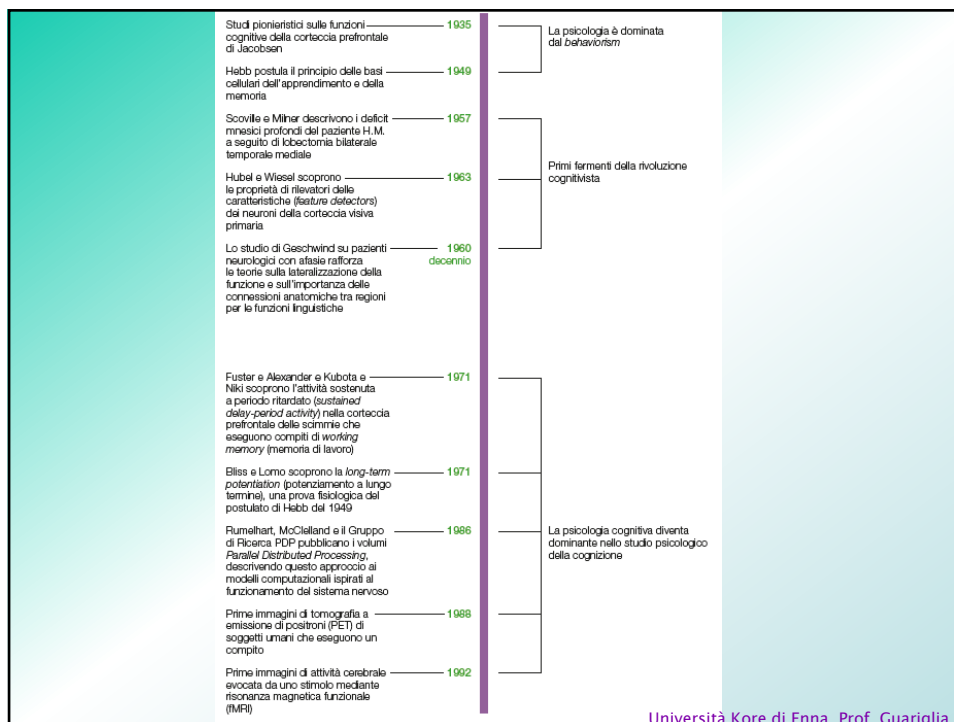 Studi pionieristici sulle funzioni
cognitive della corteccia prefrontale
di Jacobsen
1935
La psicologia è dominata
dal behaviorism
Hebb postula il principio delle basi
cellulari dell'apprendimento e della
memoria
1949
Scoville e Milner descrivono i deficit
mnesici profondi del paziente H.M.
a seguito di lobectomia bilaterale
temporale mediale
1957
Primi fermenti della rivoluzione
cognitivista
Hubel e Wiesel scoprono
le proprietà di rilevatori delle
caratteristiche (feature detectors)
dei neuroni della corteccia visiva
primaria
1963
Lo studio di Geschwind su pazienti
neurologici con afasie rafforza
le teorie sulla lateralizzazione della
funzione e sull'importanza delle
connessioni anatomiche tra regioni
per le funzioni linguistiche
1960
decennio
Fuster e Alexander e Kubota e
Niki scoprono l'attività sostenuta
a periodo ritardato (sustained
delay-period activity) nella corteccia
prefrontale delle scimmie che
eseguono compiti di working
memory (memoria di lavoro)
1971
Bliss e Lomo scoprono la long-term
potentiation (potenziamento a lungo
termine), una prova fisiologica del
postulato di Hebb del 1949
1971
Rumelhart, McClelland e il Gruppo
di Ricerca PDP pubblicano i volumi
Parallel Distributed Processing,
descrivendo questo approccio ai
modelli computazionali ispirati al
funzionamento del sistema nervoso
1986
La psicologia cognitiva diventa
dominante nello studio psicologico
della cognizione
Prime immagini di tomografia a
emissione di positroni (PET) di
soggetti umani che eseguono un
compito
1988
Prime immagini di attività cerebrale
evocata da uno stimolo mediante
risonanza magnetica funzionale
(fMRI)
1992
Università Kore di Enna, Prof. Guariglia